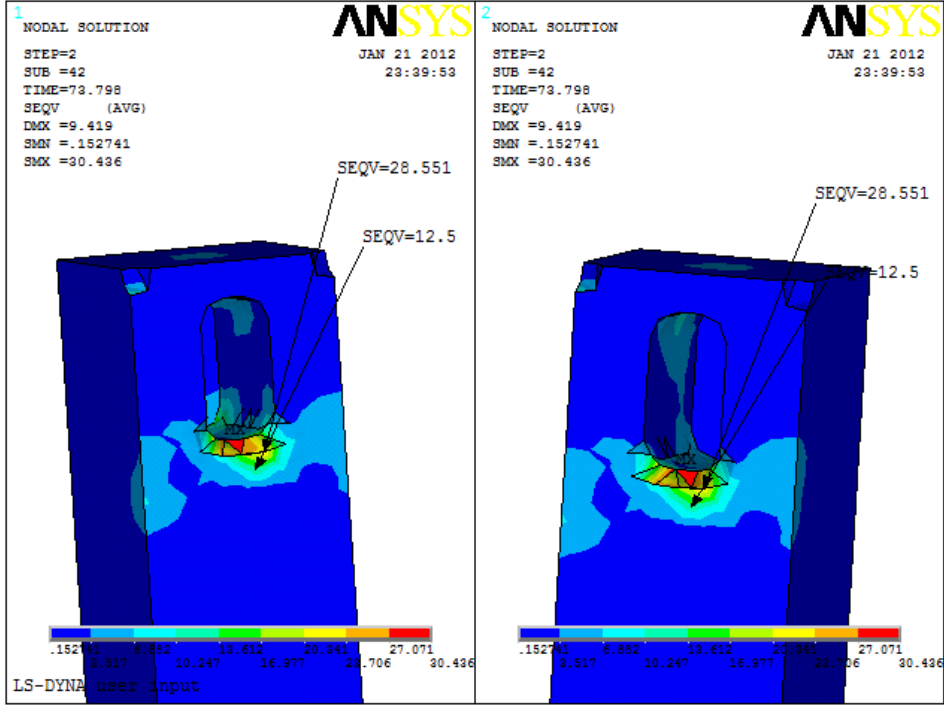 1
ANSYS
NODAL SOLUTION
STEP=2
SUB =42
TIME=73.798
SEQV (AVG)
DMX =9.419
SMN =.152741
SMX =30.436
JAN 21 2012
23:39:53
SEQV=28.551
SEQV=12.5
MX
.152741 6.882 13.612 20.341 27.071
3.517 10.247 16.977 23.706 30.436
LS-DYNA user input
2
ANSYS
NODAL SOLUTION
STEP=2
SUB =42
TIME=73.798
SEQV (AVG)
DMX =9.419
SMN =.152741
SMX =30.436
JAN 21 2012
23:39:53
SEQV=28.551
SEQV=12.5
MX
.152741 6.882 13.612 20.341 27.071
3.517 10.247 16.977 23.706 30.436